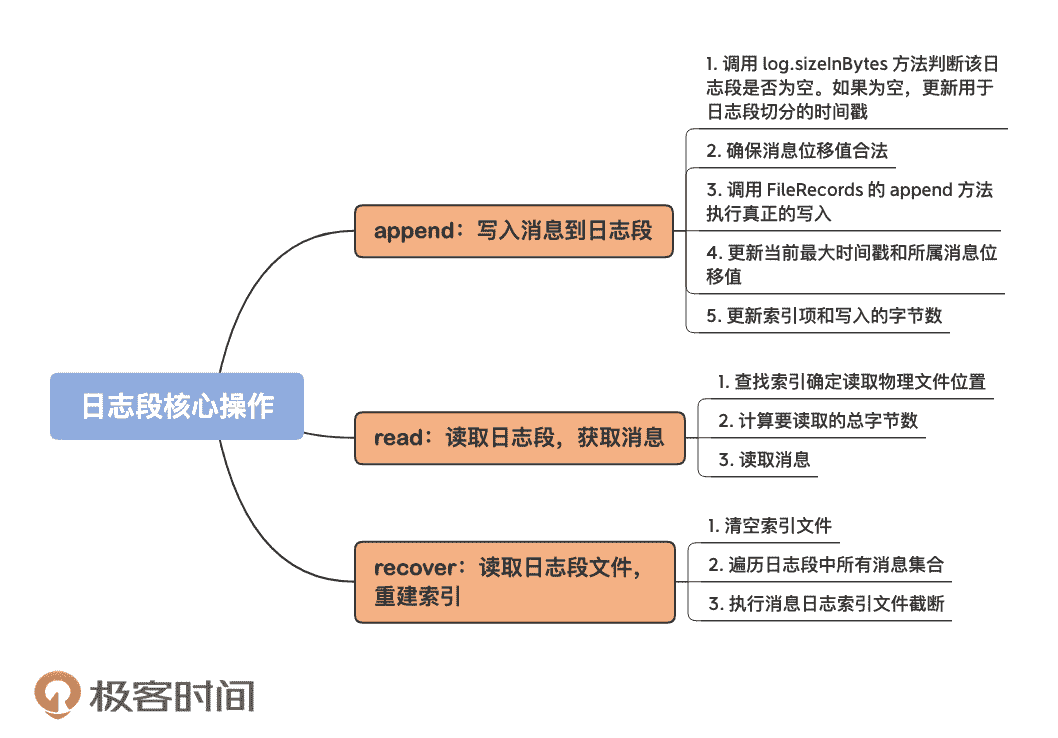 日志段核心操作
append：写入消息到日志段
1. 调用 log.sizeInBytes 方法判断该日
志段是否为空。如果为空，更新用于
日志段切分的时间戳
2. 确保消息位移值合法
3. 调用 FileRecords 的 append 方法
执行真正的写入
4. 更新当前最大时间戳和所属消息位
移值
5. 更新索引项和写入的字节数
read：读取日志段，获取消息
1. 查找索引确定读取物理文件位置
2. 计算要读取的总字节数
3. 读取消息
recover：读取日志段文件，
重建索引
1. 清空索引文件
2. 遍历日志段中所有消息集合
3. 执行消息日志索引文件截断
极客时间